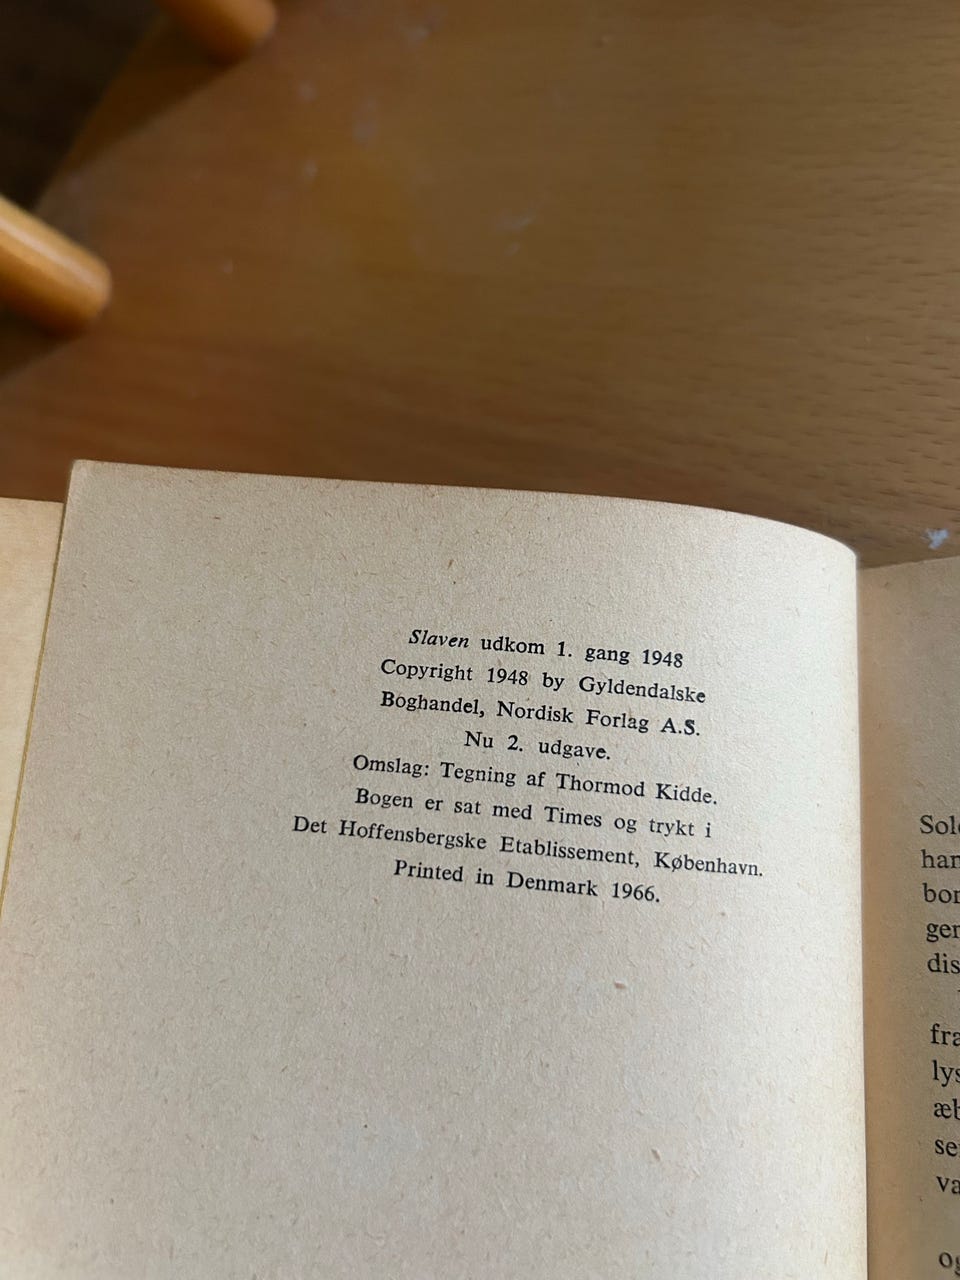 Slaven udkom 1. gang 1948
Copyright 1948 by Gyldendalske
Boghandel, Nordisk Forlag A.S.
Nu 2. udgave.
Omslag: Tegning af Thormod Kidde.
Bogen er sat med Times og trykt i
Det Hoffensbergske Etablissement, København.
Printed in Denmark 1966.